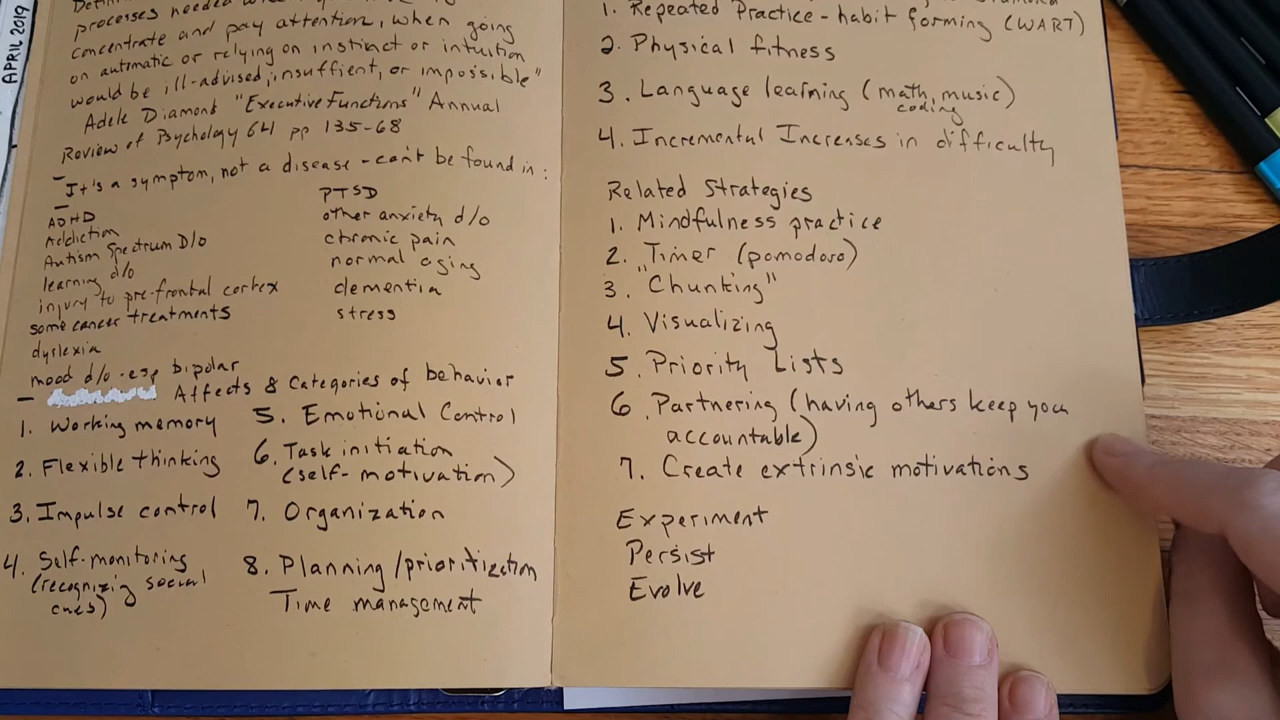 APRIL 2019
processes needed
concentrate and pay attention, when going
on automatic or relying on instinct or intuition
would be ill-advised, insufficient, or impossible"
Adele Diamond "Executive Functions" Annual
Review of Psychology 64 pp 135-68
- It's a symptom, not a disease - can't be found in:
ADHD
Addiction
Autism Spectrum D/o
learning d/o
injury to pre-frontal cortex
some cancer treatments
dyslexia
mood d/o - esp bipolar
PTSD
other anxiety d/o
chronic pain
normal aging
dementia
stress
- Affects 8 Categories of behavior
1. Working memory
2. Flexible thinking
3. Impulse control
4. Self-monitoring
(recognizing social
cues)
5. Emotional Control
6. Task initiation
(self-motivation)
7. Organization
8. Planning/prioritization
Time management
1. Repeated Practice - habit forming (WART)
2. Physical fitness
3. Language learning (math, music)
coding
4. Incremental Increases in difficulty
Related Strategies
1. Mindfulness practice
2. Timer (pomodoro)
3. "Chunking"
4. Visualizing
5. Priority Lists
6. Partnering (having others keep you
accountable)
7. Create extrinsic motivations
Experiment
Persist
Evolve